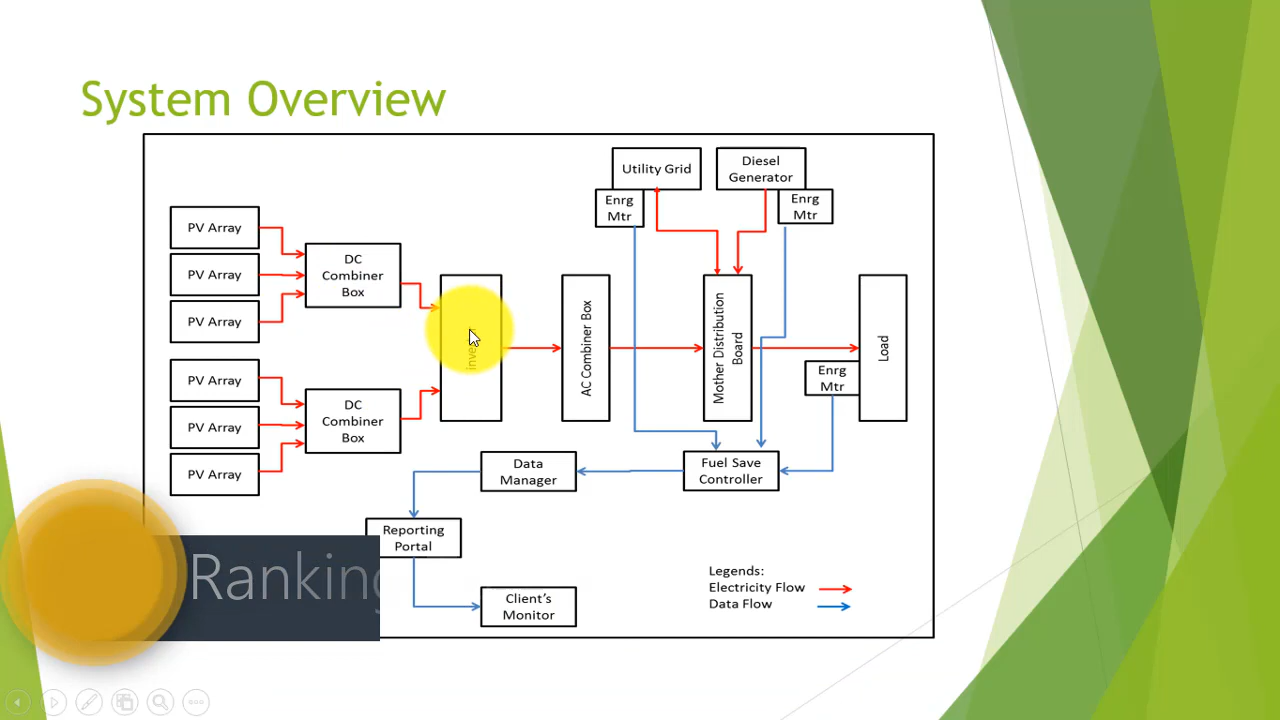 System Overview
Utility Grid
Diesel
Generator
Enrg
Mtr
Enrg
Mtr
PV Array
PV Array
PV Array
DC
Combiner
Box
PV Array
PV Array
PV Array
DC
Combiner
Box
AC Combiner Box
Mother Distribution
Board
Load
Enrg
Mtr
Fuel Save
Controller
Data
Manager
Reporting
Portal
Client's
Monitor
Legends:
Electricity Flow
Data Flow
Ranking